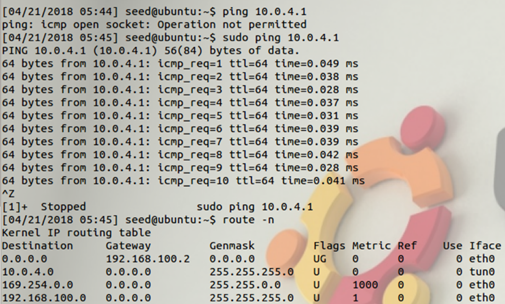 [04/21/2018 05:44] seed@ubuntu:~$ ping 10.0.4.1
ping: icmp open socket: Operation not permitted
[04/21/2018 05:45] seed@ubuntu:~$ sudo ping 10.0.4.1
PING 10.0.4.1 (10.0.4.1) 56(84) bytes of data.
64 bytes from 10.0.4.1: icmp_req=1 ttl=64 time=0.049 ms
64 bytes from 10.0.4.1: icmp_req=2 ttl=64 time=0.038 ms
64 bytes from 10.0.4.1: icmp_req=3 ttl=64 time=0.028 ms
64 bytes from 10.0.4.1: icmp_req=4 ttl=64 time=0.037 ms
64 bytes from 10.0.4.1: icmp_req=5 ttl=64 time=0.031 ms
64 bytes from 10.0.4.1: icmp_req=6 ttl=64 time=0.039 ms
64 bytes from 10.0.4.1: icmp_req=7 ttl=64 time=0.039 ms
64 bytes from 10.0.4.1: icmp_req=8 ttl=64 time=0.042 ms
64 bytes from 10.0.4.1: icmp_req=9 ttl=64 time=0.028 ms
64 bytes from 10.0.4.1: icmp_req=10 ttl=64 time=0.041 ms
^Z
[1]+  Stopped                 sudo ping 10.0.4.1
[04/21/2018 05:45] seed@ubuntu:~$ route -n
Kernel IP routing table
Destination     Gateway         Genmask         Flags Metric Ref    Use Iface
0.0.0.0         192.168.100.2   0.0.0.0         UG    0      0        0 eth0
10.0.4.0        0.0.0.0         255.255.255.0   U     0      0        0 tun0
169.254.0.0     0.0.0.0         255.255.0.0     U     1000   0        0 eth0
192.168.100.0   0.0.0.0         255.255.255.0   U     1      0        0 eth0